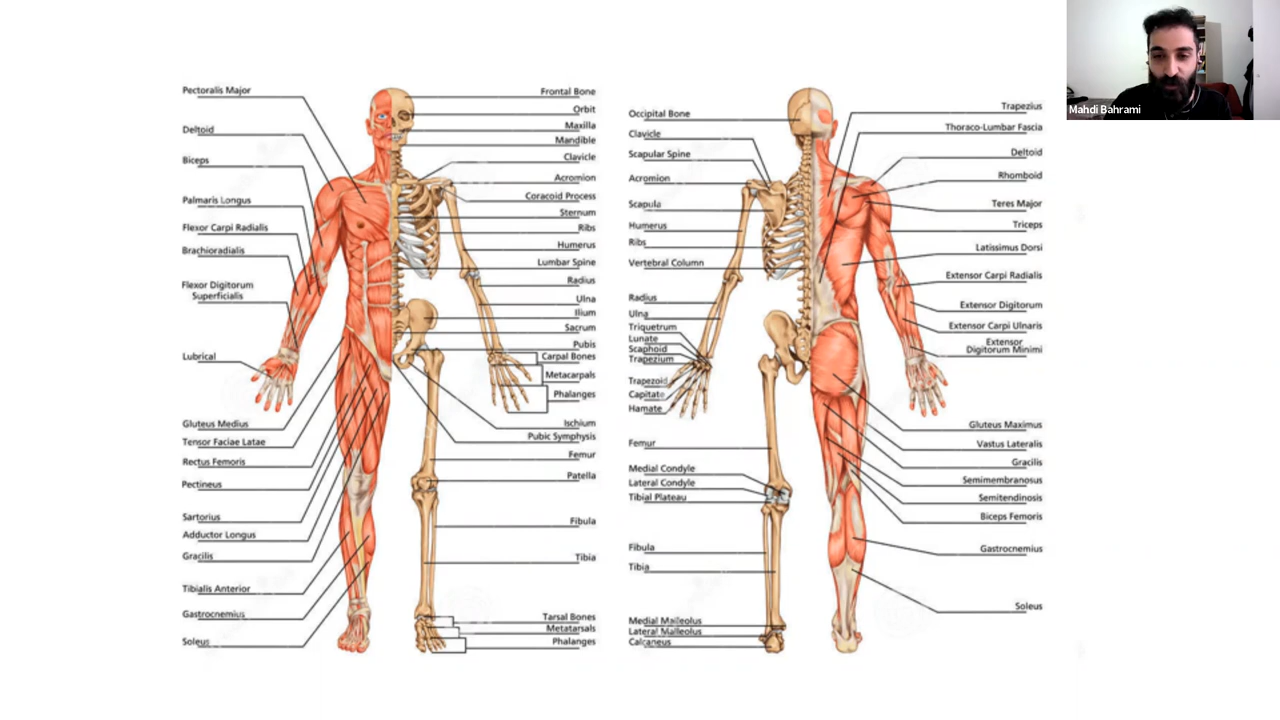 Pectoralis Major
Deltoid
Biceps
Palmaris Longus
Flexor Carpi Radialis
Brachioradialis
Flexor Digitorum
Superficialis
Lubrical
Gluteus Medius
Tensor Faciae Latae
Rectus Femoris
Pectineus
Sartorius
Adductor Longus
Gracilis
Tibialis Anterior
Gastrocnemius
Soleus
Frontal Bone
Orbit
Maxilla
Mandible
Clavicle
Acromion
Coracoid Process
Sternum
Ribs
Humerus
Lumbar Spine
Radius
Ulna
Ilium
Sacrum
Pubis
Carpal Bones
Metacarpals
Phalanges
Ischium
Pubic Symphysis
Femur
Patella
Fibula
Tibia
Tarsal Bones
Metatarsals
Phalanges
Occipital Bone
Clavicle
Scapular Spine
Acromion
Scapula
Humerus
Ribs
Vertebral Column
Radius
Ulna
Triquetrum
Lunate
Scaphoid
Trapezium
Trapezoid
Capitate
Hamate
Femur
Medial Condyle
Lateral Condyle
Tibial Plateau
Fibula
Tibia
Medial Malleolus
Lateral Malleolus
Calcaneus
Trapezius
Thoraco-Lumbar Fascia
Deltoid
Rhomboid
Teres Major
Triceps
Latissimus Dorsi
Extensor Carpi Radialis
Extensor Digitorum
Extensor Carpi Ulnaris
Extensor
Digitorum Minimi
Gluteus Maximus
Vastus Lateralis
Gracilis
Semimembranosus
Semitendinosis
Biceps Femoris
Gastrocnemius
Soleus
Mahdi Bahrami